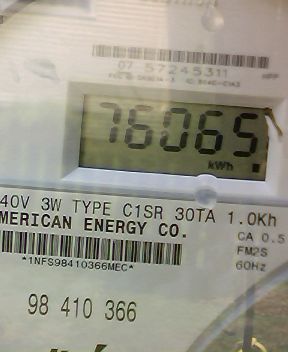 07 57245311
76065
kWh
40V 3W TYPE C1SR 30TA 1.0Kh
MERICAN ENERGY CO.
CA 0.5
FM2S
60Hz
*1NFS98410366MEC*
98 410 366